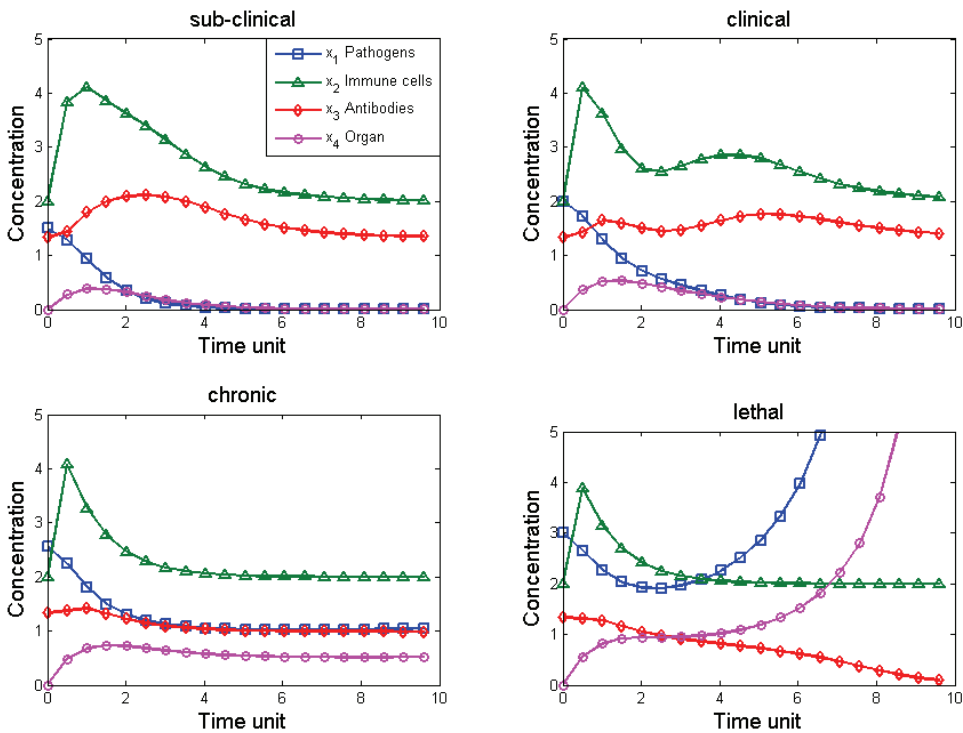 sub-clinical
5
4
3
2
1
0
0 2 4 6 8 10
Concentration
Time unit
x1 Pathogens
x2 Immune cells
x3 Antibodies
x4 Organ
clinical
5
4
3
2
1
0
0 2 4 6 8 10
Concentration
Time unit
chronic
5
4
3
2
1
0
0 2 4 6 8 10
Concentration
Time unit
lethal
5
4
3
2
1
0
0 2 4 6 8 10
Concentration
Time unit